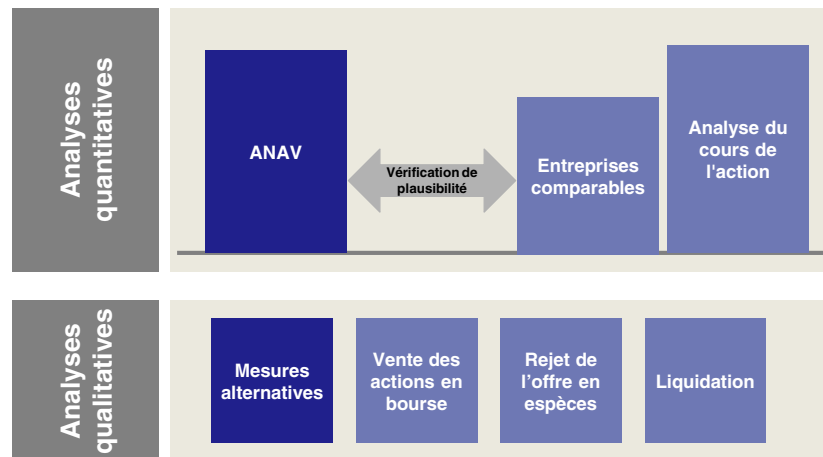 Analyses
quantitatives
ANAV
Vérification de
plausibilité
Entreprises
comparables
Analyse du
cours de
l'action
Analyses
qualitatives
Mesures
alternatives
Vente des
actions en
bourse
Rejet de
l’offre en
espèces
Liquidation